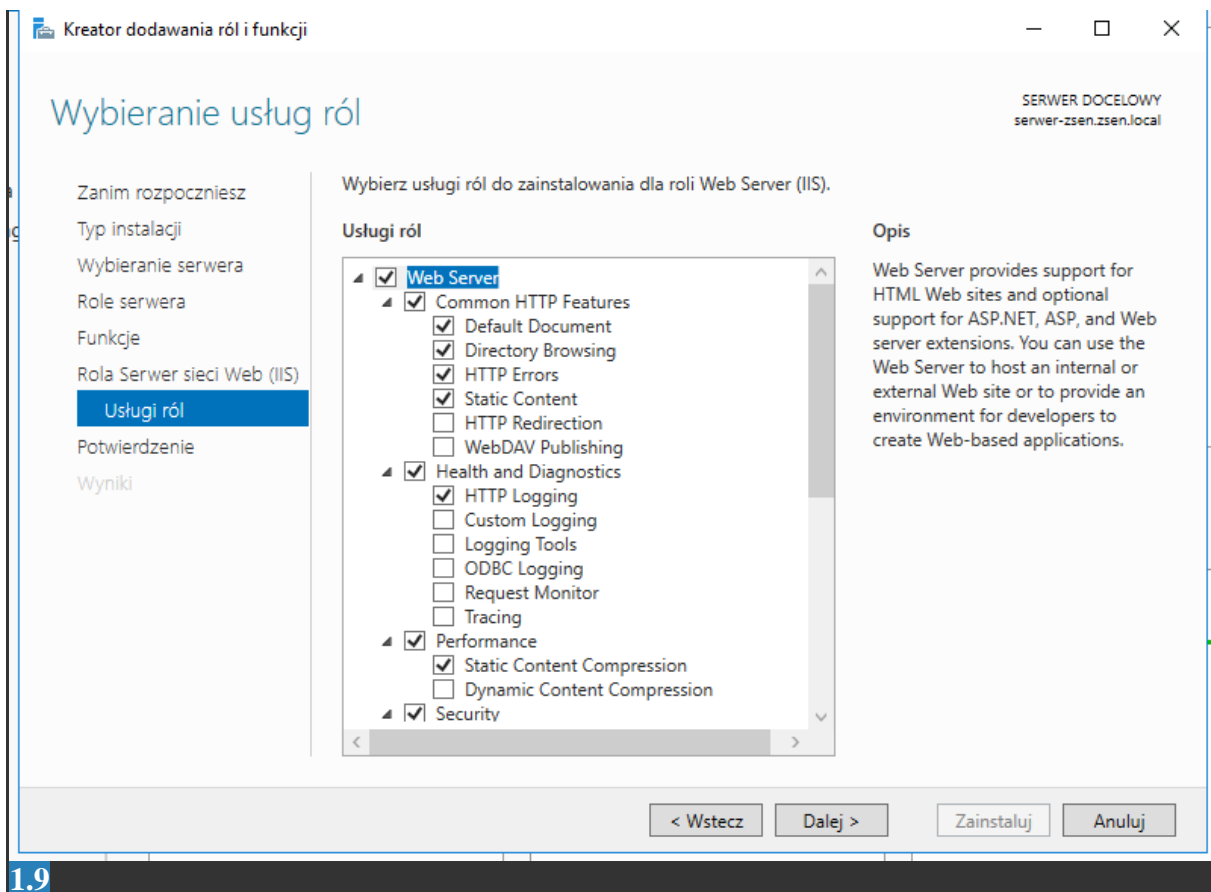 Kreator dodawania ról i funkcji
Wybieranie usług ról
SERWER DOCELOWY
serwer-zsen.zsen.local
Zanim rozpoczniesz
Typ instalacji
Wybieranie serwera
Role serwera
Funkcje
Rola Serwer sieci Web (IIS)
Usługi ról
Potwierdzenie
Wyniki
Wybierz usługi ról do zainstalowania dla roli Web Server (IIS).
Usługi ról
Web Server
Common HTTP Features
Default Document
Directory Browsing
HTTP Errors
Static Content
HTTP Redirection
WebDAV Publishing
Health and Diagnostics
HTTP Logging
Custom Logging
Logging Tools
ODBC Logging
Request Monitor
Tracing
Performance
Static Content Compression
Dynamic Content Compression
Security
Opis
Web Server provides support for
HTML Web sites and optional
support for ASP.NET, ASP, and Web
server extensions. You can use the
Web Server to host an internal or
external Web site or to provide an
environment for developers to
create Web-based applications.
< Wstecz
Dalej >
Zainstaluj
Anuluj
1.9